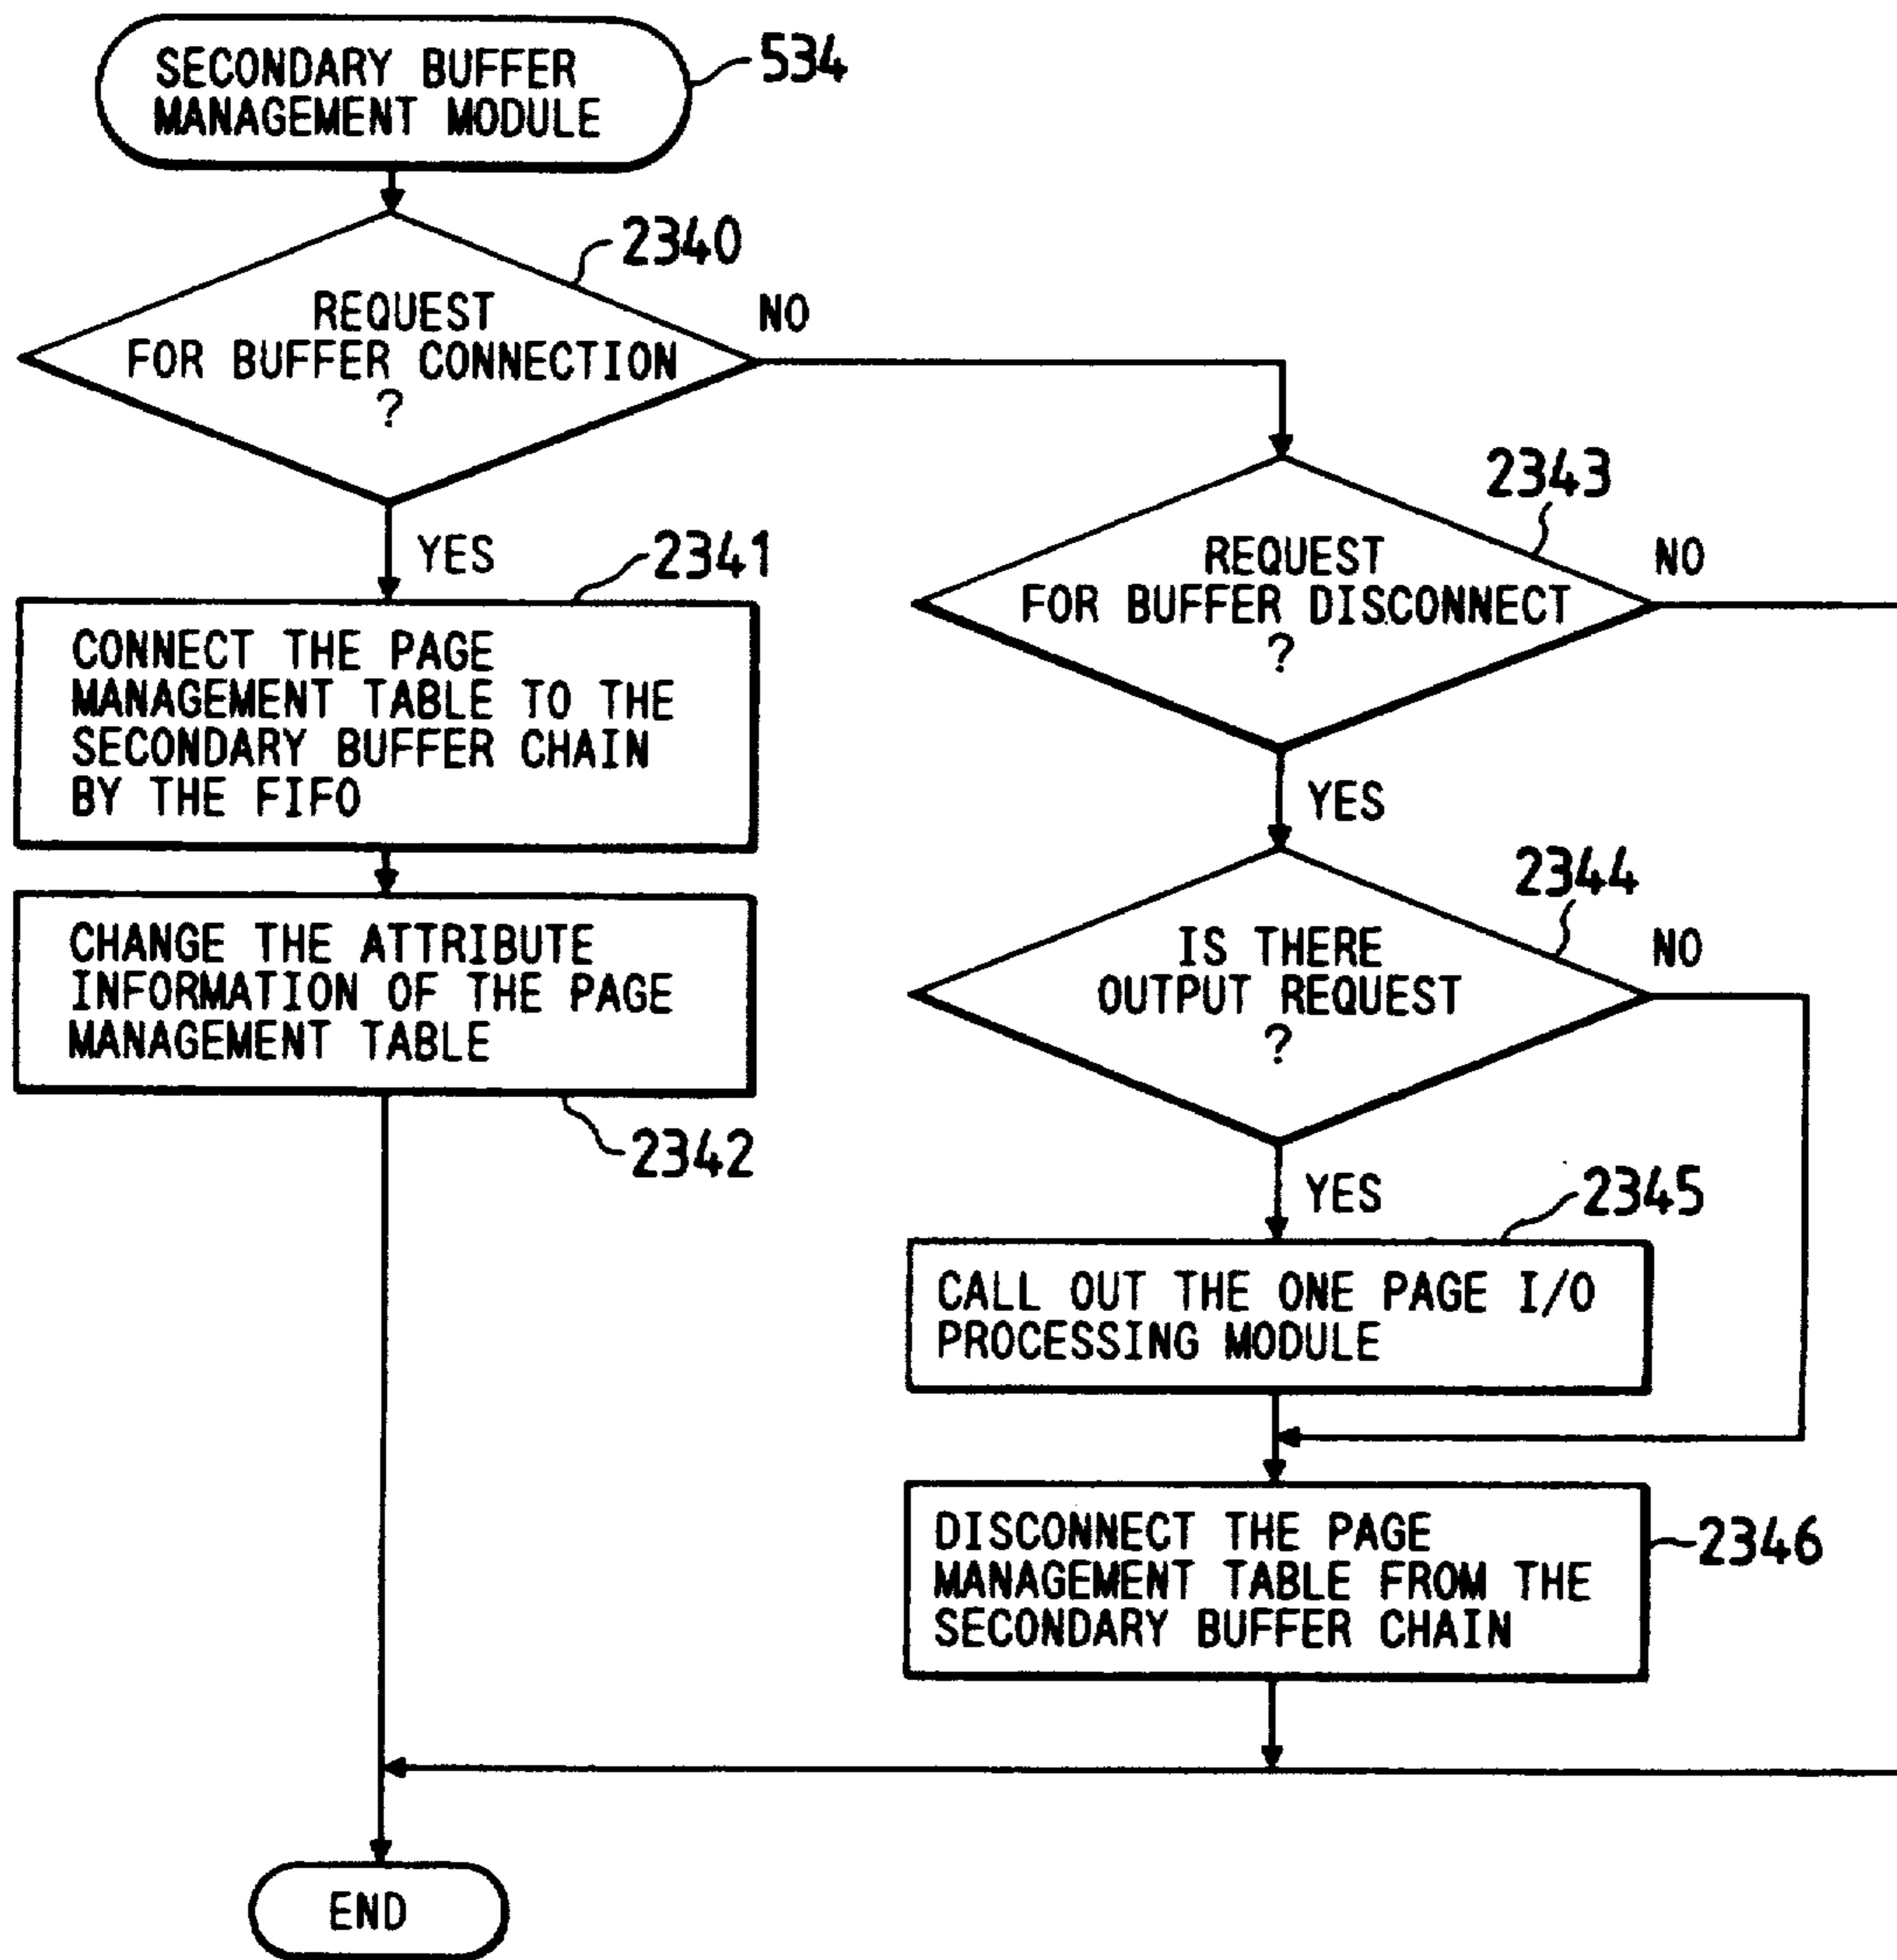 SECONDARY BUFFER
MANAGEMENT MODULE
534
2340
REQUEST
FOR BUFFER CONNECTION
?
NO
YES
2341
CONNECT THE PAGE
MANAGEMENT TABLE TO THE
SECONDARY BUFFER CHAIN
BY THE FIFO
CHANGE THE ATTRIBUTE
INFORMATION OF THE PAGE
MANAGEMENT TABLE
2342
2343
REQUEST
FOR BUFFER DISCONNECT
?
NO
YES
2344
IS THERE
OUTPUT REQUEST
?
NO
YES
2345
CALL OUT THE ONE PAGE I/O
PROCESSING MODULE
DISCONNECT THE PAGE
MANAGEMENT TABLE FROM THE
SECONDARY BUFFER CHAIN
2346
END